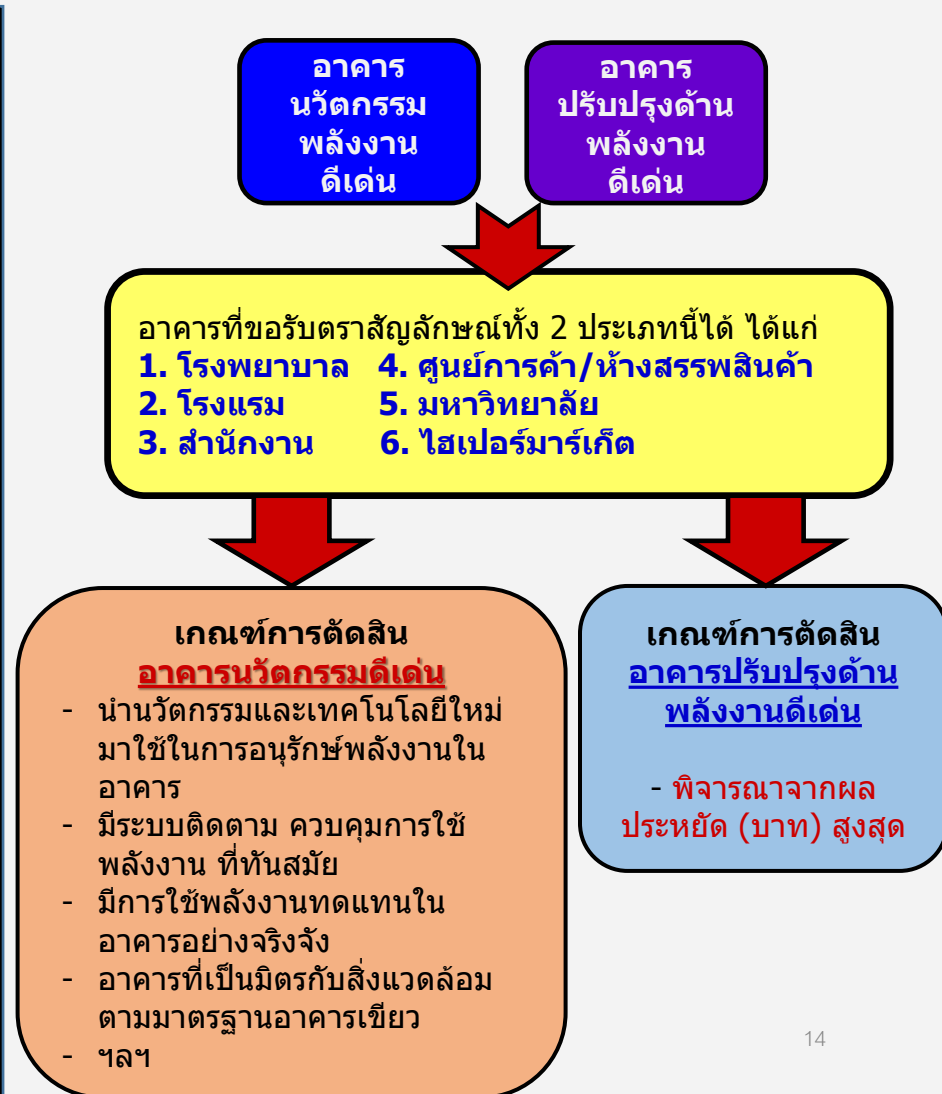 อาคาร
นวัตกรรม
พลังงาน
ดีเด่น
อาคาร
ปรับปรุงด้าน
พลังงาน
ดีเด่น
อาคารที่ขอรับตราสัญลักษณ์ทั้ง 2 ประเภทนี้ได้ ได้แก่
1. โรงพยาบาล 4. ศูนย์การค้า/ห้างสรรพสินค้า
2. โรงแรม 5. มหาวิทยาลัย
3. สำนักงาน 6. ไฮเปอร์มาร์เก็ต
เกณฑ์การตัดสิน
อาคารนวัตกรรมดีเด่น
- นำนวัตกรรมและเทคโนโลยีใหม่
มาใช้ในการอนุรักษ์พลังงานใน
อาคาร
- มีระบบติดตาม ควบคุมการใช้
พลังงาน ที่ทันสมัย
- มีการใช้พลังงานทดแทนใน
อาคารอย่างจริงจัง
- อาคารที่เป็นมิตรกับสิ่งแวดล้อม
ตามมาตรฐานอาคารเขียว
- ฯลฯ
เกณฑ์การตัดสิน
อาคารปรับปรุงด้าน
พลังงานดีเด่น
- พิจารณาจากผล
ประหยัด (บาท) สูงสุด
14